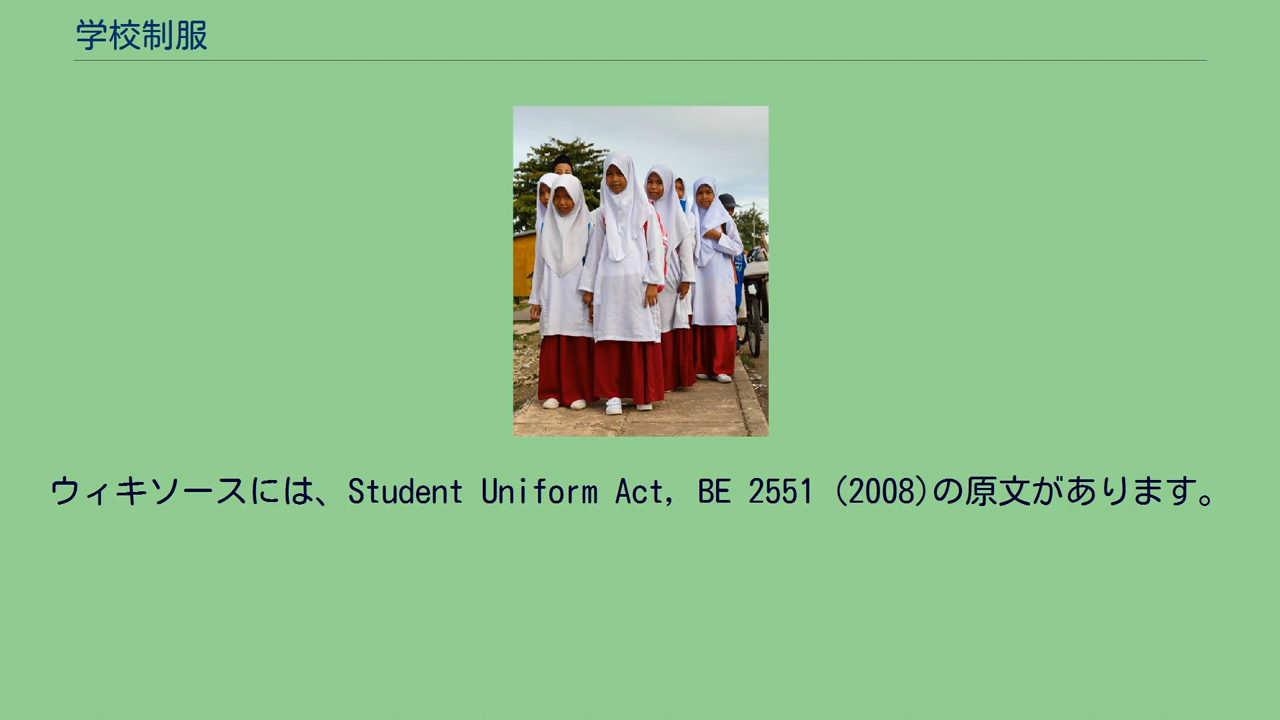 学校制服
ウィキソースには、Student Uniform Act, BE 2551 (2008)の原文があります。